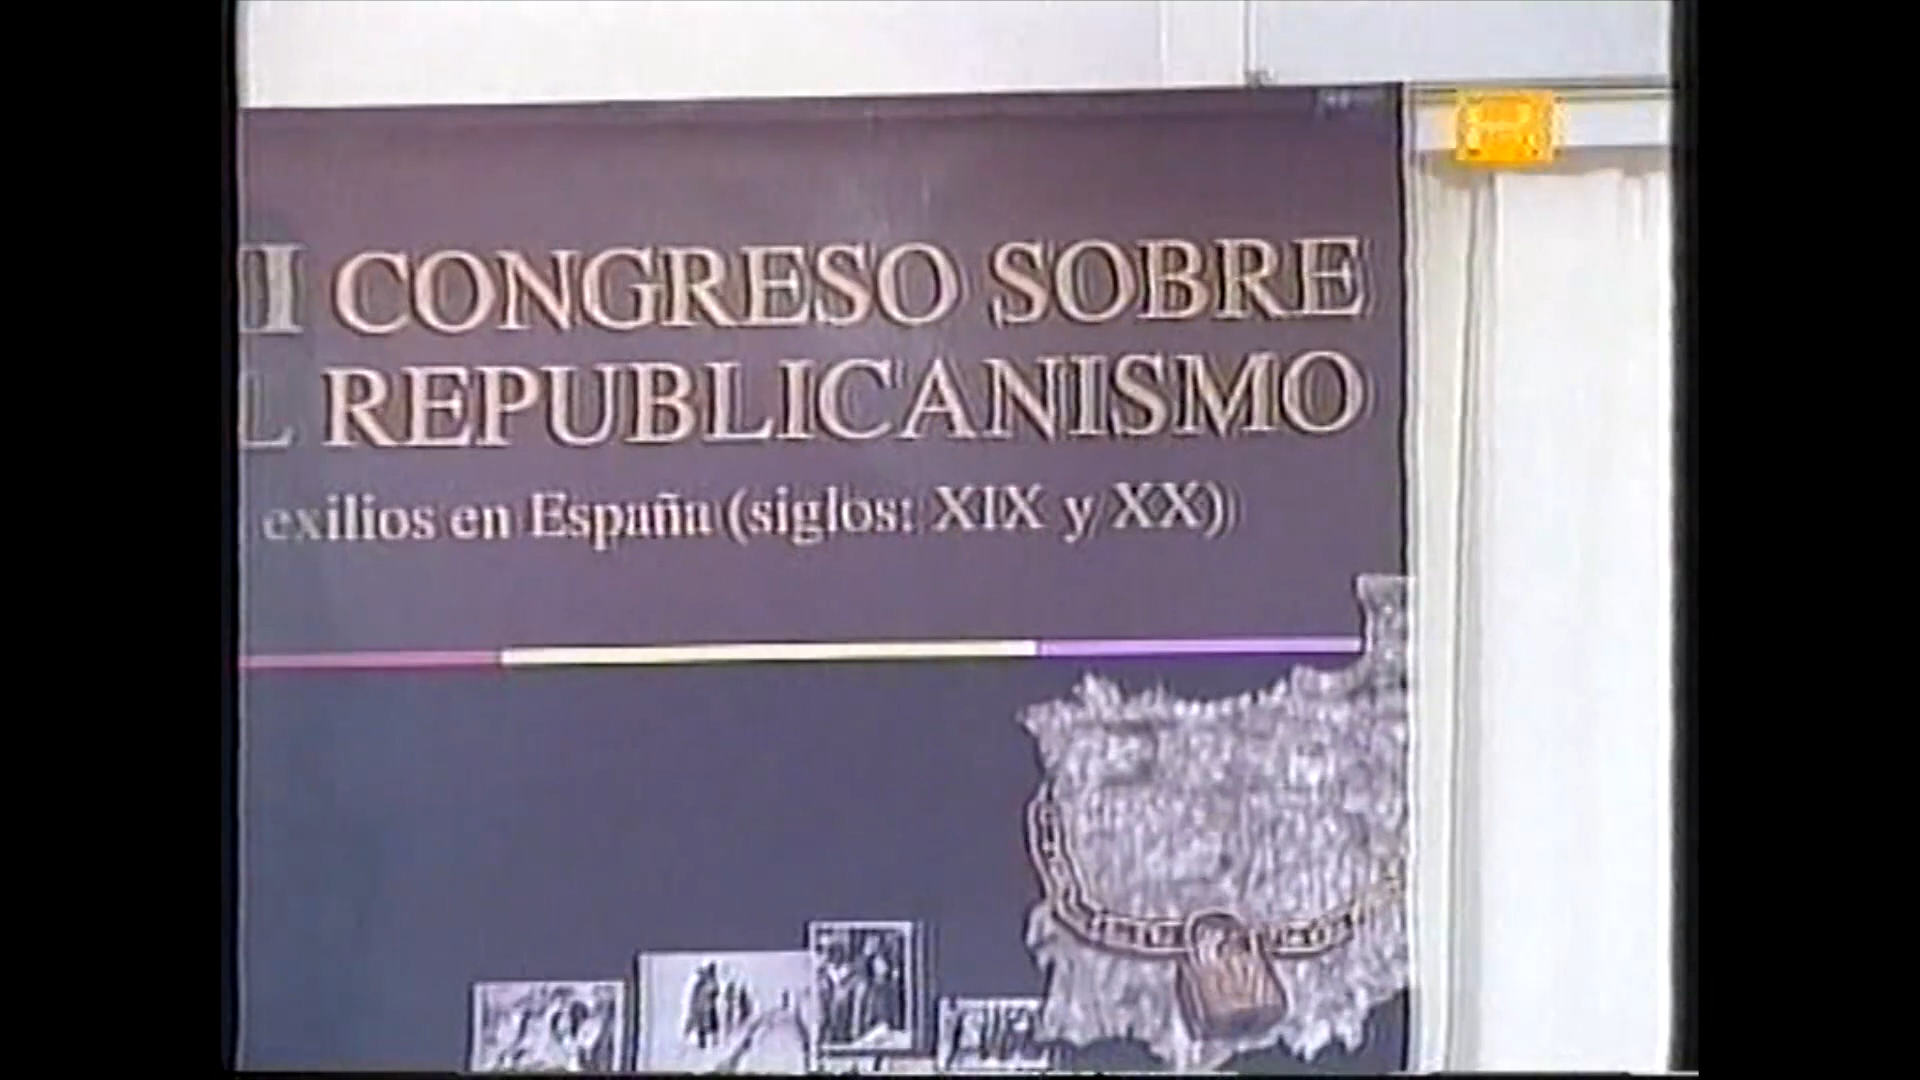 I CONGRESO SOBRE
L REPUBLICANISMO
exilios en España (siglos: XIX y XX)